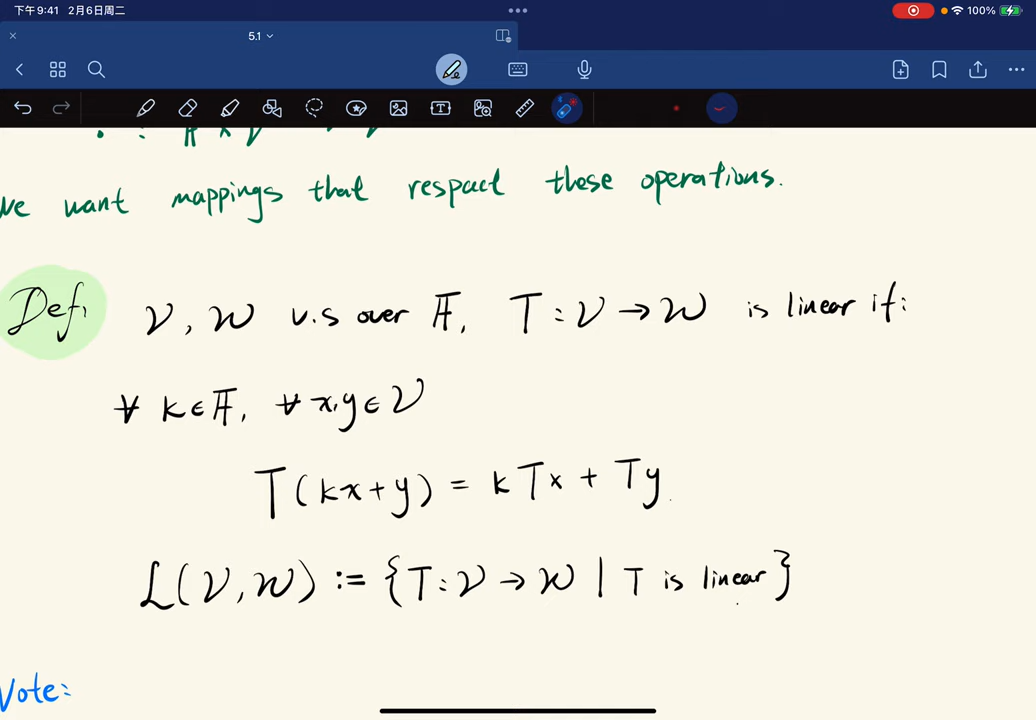 下午9:41 2月6日周二
100%
5.1
T
· : 𝔽 × V
we want mappings that respect these operations.
Def. V, W v.s over 𝔽, T : V → W is linear if:
∀ k ∈ 𝔽, ∀ x,y ∈ V
T(kx+y) = kTx + Ty
L(V,W) := {T : V → W | T is linear}
Note: